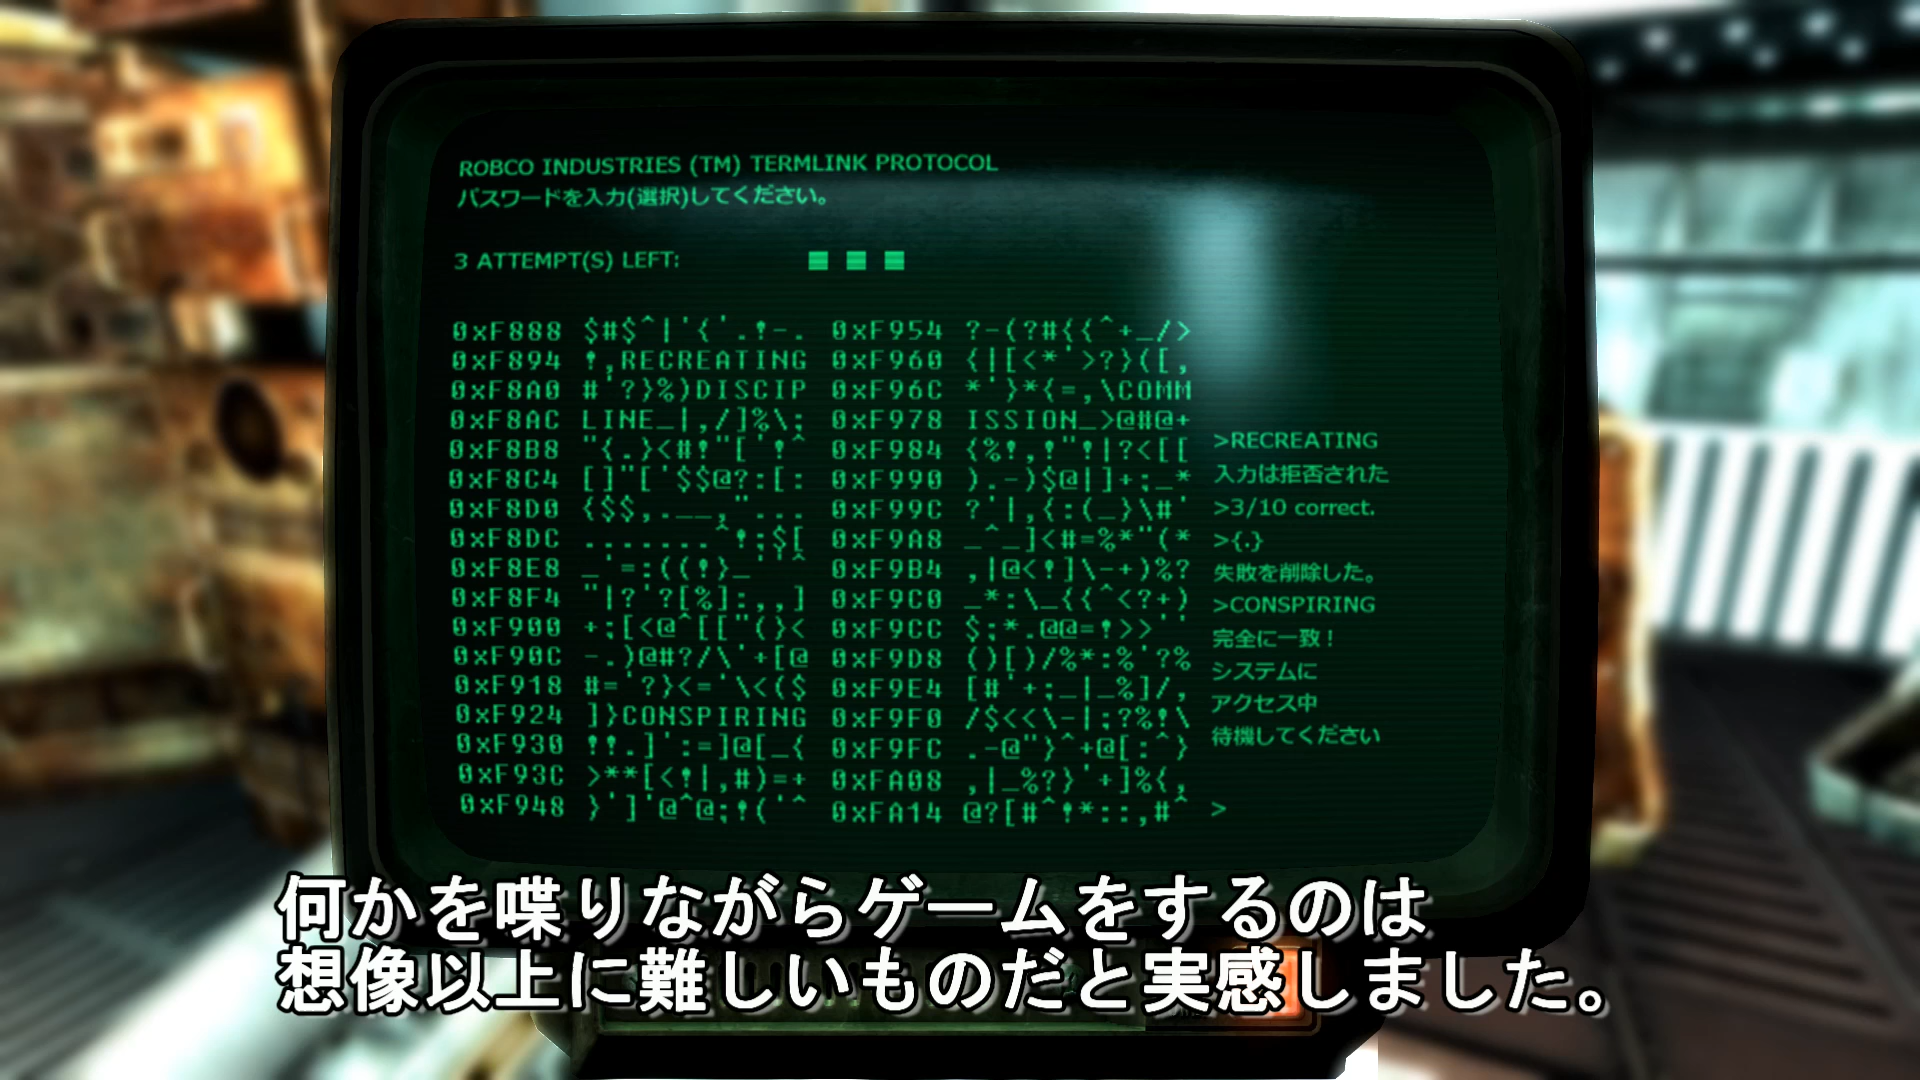 ROBCO INDUSTRIES (TM) TERMLINK PROTOCOL
パスワードを入力(選択)してください。
3 ATTEMPT(S) LEFT:
0xF888 $#$^|'{'.!-. 0xF954 ?-(?#{{^+_/>
0xF894 !,RECREATING 0xF960 {|[<*'>?}([,
0xF8A0 #'?}%)DISCIP 0xF96C *'}*{=,\COMM
0xF8AC LINE_|,/]%\; 0xF978 ISSION_>@#@+
0xF8B8 "{.}<#!"['!^ 0xF984 {%!,!"!|?<[[
0xF8C4 []"['$$@?:[: 0xF990 ).-)$@|]+;_*
0xF8D0 {$$,.__,"... 0xF99C ?'|,{:(_}\#'
0xF8DC .......^!;$[ 0xF9A8 _^_]<#=%*"(*
0xF8E8 _'=:((!}_''^ 0xF9B4 ,|@<!]\-+)%?
0xF8F4 "|?'?[%]:,,] 0xF9C0 _*:\_{{^<?+)
0xF900 +;[<@^[["(}< 0xF9CC $;*.@@=!>>''
0xF90C -.)@#?/\'+[@ 0xF9D8 ()[)/%*:%'?%
0xF918 #='?}<='\<($ 0xF9E4 [#'+;_|_%]/,
0xF924 ]}CONSPIRING 0xF9F0 /$<<\-|;?%!\
0xF930 !!.]':=]@[_{ 0xF9FC .-@"}^+@[:^}
0xF93C >**[<!|,#)=+ 0xFA08 ,|_%?}'+]%{,
0xF948 }']'@^@;!('^ 0xFA14 @?[#^!*::,#^
>RECREATING
入力は拒否された
>3/10 correct.
>{.}
失敗を削除した。
>CONSPIRING
完全に一致！
システムに
アクセス中
待機してください
>
何かを喋りながらゲームをするのは
想像以上に難しいものだと実感しました。